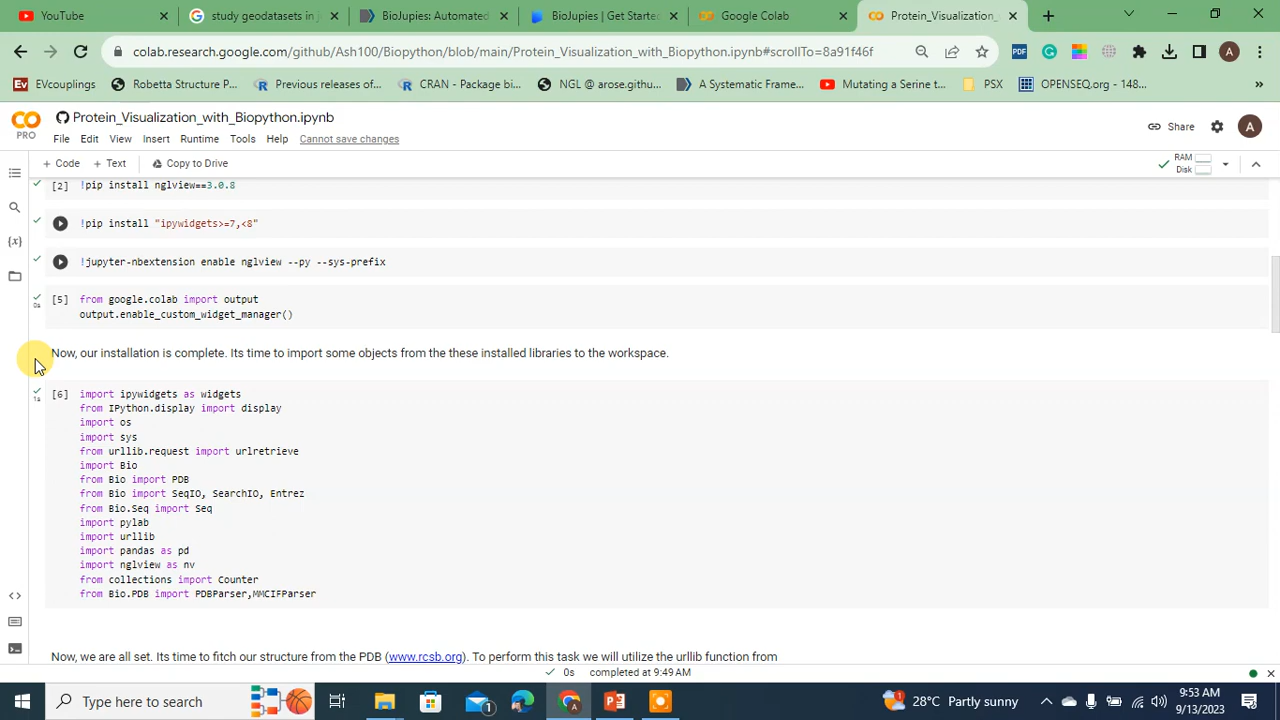 YouTube
study geodatasets in j
BioJupies: Automated
BioJupies | Get Starte
Google Colab
Protein_Visualization_
colab.research.google.com/github/Ash100/Biopython/blob/main/Protein_Visualization_with_Biopython.ipynb#scrollTo=8a91f46f
EVcouplings
Robetta Structure P...
Previous releases of...
CRAN - Package bi...
NGL @ arose.githu...
A Systematic Frame...
Mutating a Serine t...
PSX
OPENSEQ.org - 148...
Protein_Visualization_with_Biopython.ipynb
PRO
File Edit View Insert Runtime Tools Help Cannot save changes
Share
A
+ Code + Text Copy to Drive
RAM
Disk
[2] !pip install nglview==3.0.8
!pip install "ipywidgets>=7,<8"
!jupyter-nbextension enable nglview --py --sys-prefix
[5] from google.colab import output
0s
output.enable_custom_widget_manager()
Now, our installation is complete. Its time to import some objects from the these installed libraries to the workspace.
[6] import ipywidgets as widgets
1s
from IPython.display import display
import os
import sys
from urllib.request import urlretrieve
import Bio
from Bio import PDB
from Bio import SeqIO, SearchIO, Entrez
from Bio.Seq import Seq
import pylab
import urllib
import pandas as pd
import nglview as nv
from collections import Counter
from Bio.PDB import PDBParser,MMCIFParser
Now, we are all set. Its time to fitch our structure from the PDB (www.rcsb.org). To perform this task we will utilize the urllib function from
0s completed at 9:49 AM
Type here to search
28°C Partly sunny
9:53 AM
9/13/2023